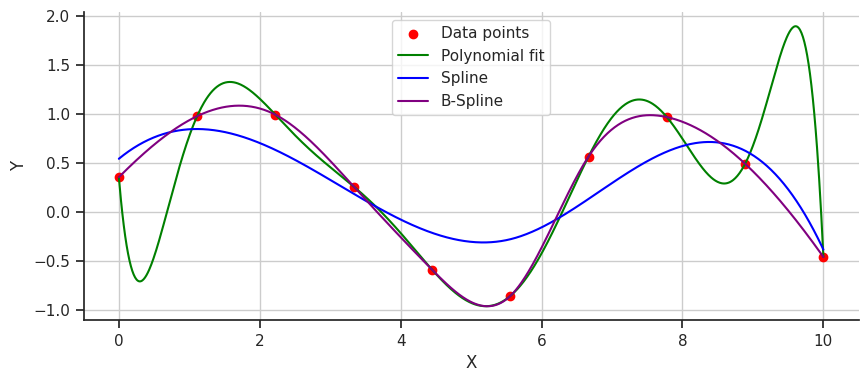 2.0
1.5
1.0
0.5
0.0
−0.5
−1.0
Y
Data points
Polynomial fit
Spline
B-Spline
0 2 4 6 8 10
X